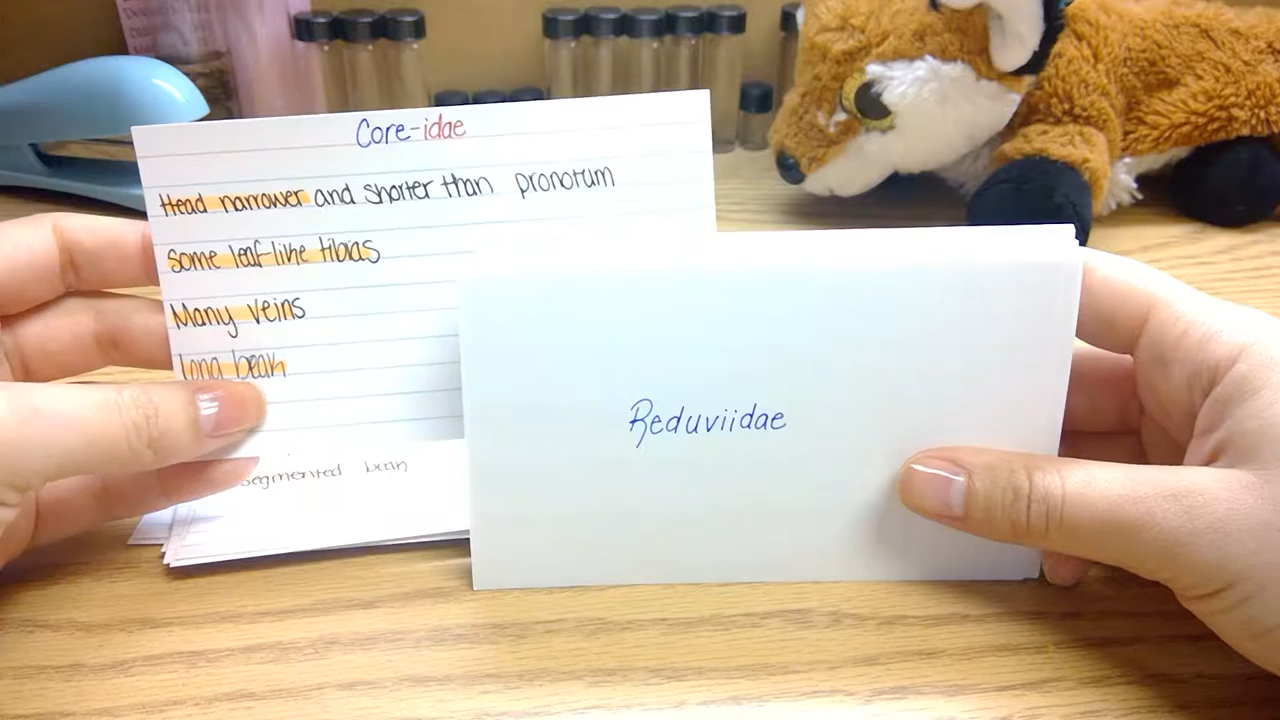 Core-idae
Head narrower and shorter than pronotum
Some leaf-like tibias
Many veins
Long beak
segmented beak
Reduviidae